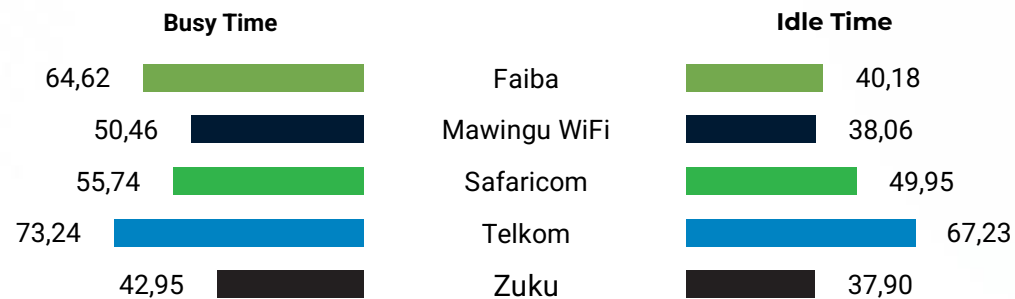 Busy Time Idle Time
64,62 Faiba 40,18
50,46 Mawingu WiFi 38,06
55,74 Safaricom 49,95
73,24 Telkom 67,23
42,95 Zuku 37,90